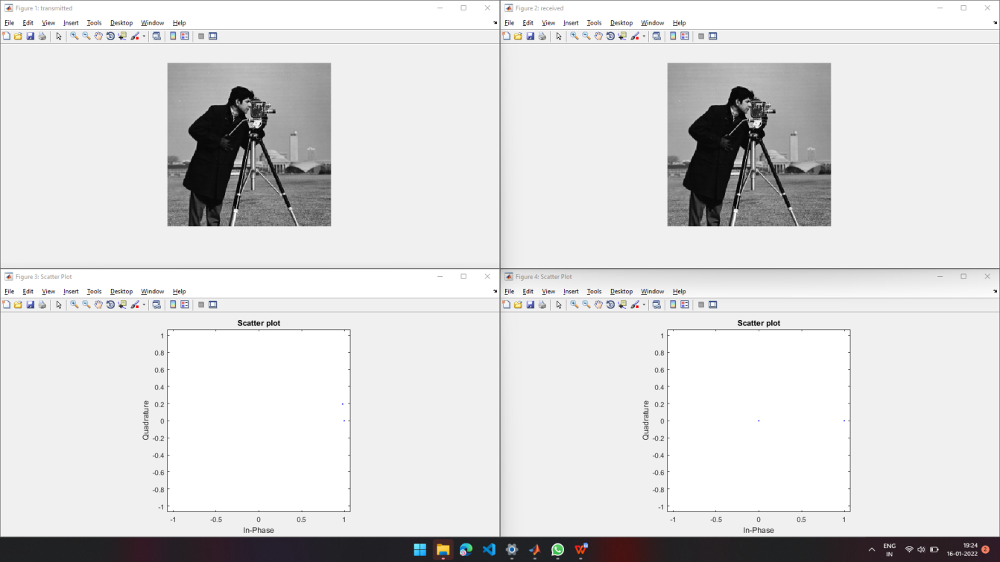 Figure 1: transmitted
File Edit View Insert Tools Desktop Window Help
Figure 2: received
File Edit View Insert Tools Desktop Window Help
Figure 3: Scatter Plot
File Edit View Insert Tools Desktop Window Help
Scatter plot
1
0.8
0.6
0.4
0.2
0
-0.2
-0.4
-0.6
-0.8
-1
Quadrature
-1 -0.5 0 0.5 1
In-Phase
Figure 4: Scatter Plot
File Edit View Insert Tools Desktop Window Help
Scatter plot
1
0.8
0.6
0.4
0.2
0
-0.2
-0.4
-0.6
-0.8
-1
Quadrature
-1 -0.5 0 0.5 1
In-Phase
ENG
IN
19:24
16-01-2022
2